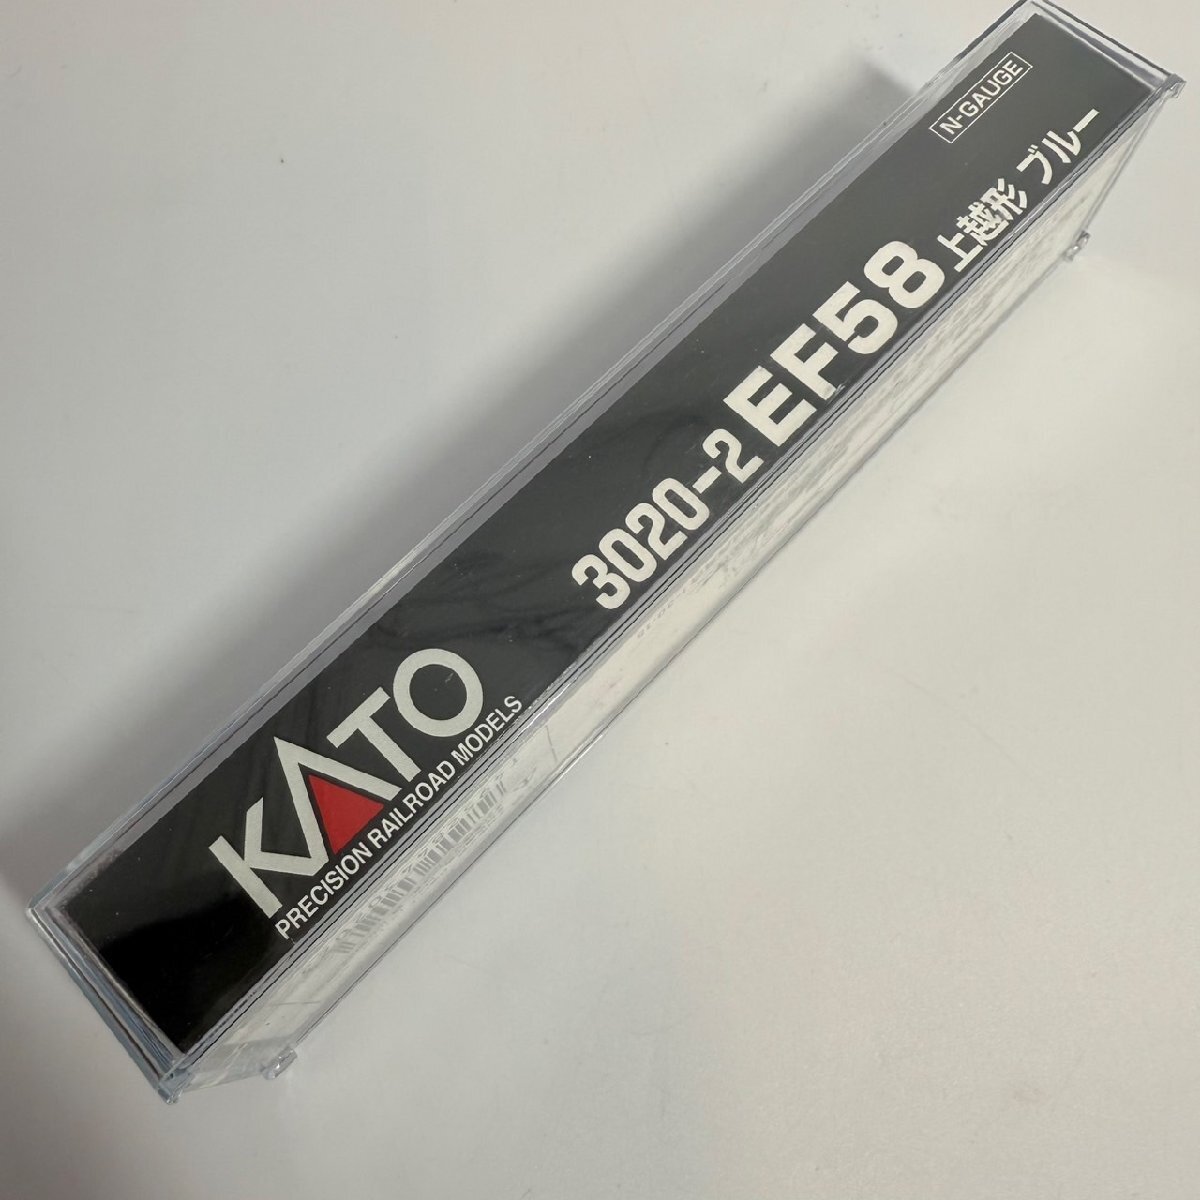 KATO
PRECISION RAILROAD MODELS
3020-2 EF58 上越形 ブルー
N-GAUGE